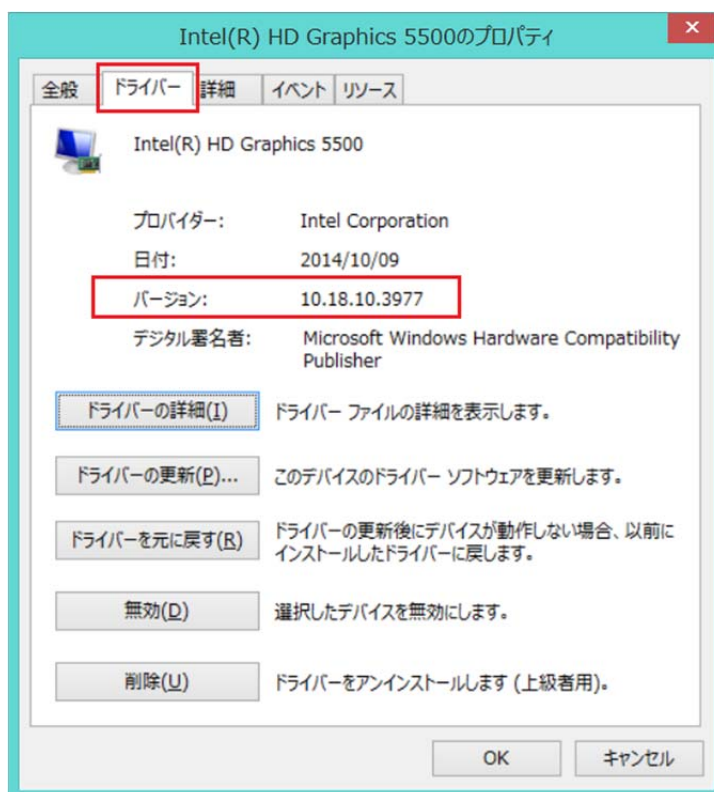 Intel(R) HD Graphics 5500のプロパティ
全般 ドライバー 詳細 イベント リソース
Intel(R) HD Graphics 5500
プロバイダー: Intel Corporation
日付: 2014/10/09
バージョン: 10.18.10.3977
デジタル署名者: Microsoft Windows Hardware Compatibility
Publisher
ドライバーの詳細(I) ドライバー ファイルの詳細を表示します。
ドライバーの更新(P)... このデバイスのドライバー ソフトウェアを更新します。
ドライバーを元に戻す(R) ドライバーの更新後にデバイスが動作しない場合、以前に
インストールしたドライバーに戻します。
無効(D) 選択したデバイスを無効にします。
削除(U) ドライバーをアンインストールします (上級者用)。
OK キャンセル